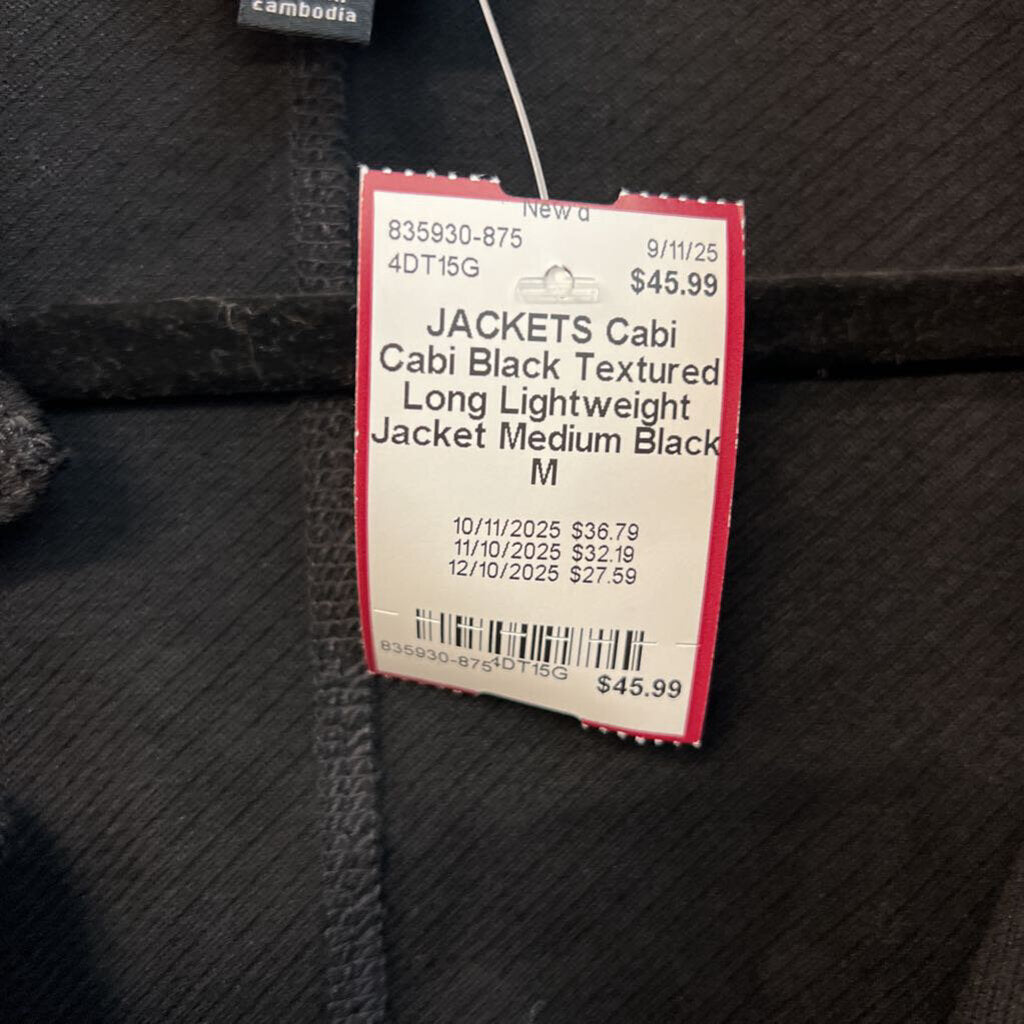 cambodia
New'd
835930-875
9/11/25
4DT15G
$45.99
JACKETS Cabi
Cabi Black Textured
Long Lightweight
Jacket Medium Black
M
10/11/2025 $36.79
11/10/2025 $32.19
12/10/2025 $27.59
835930-875 4DT15G
$45.99